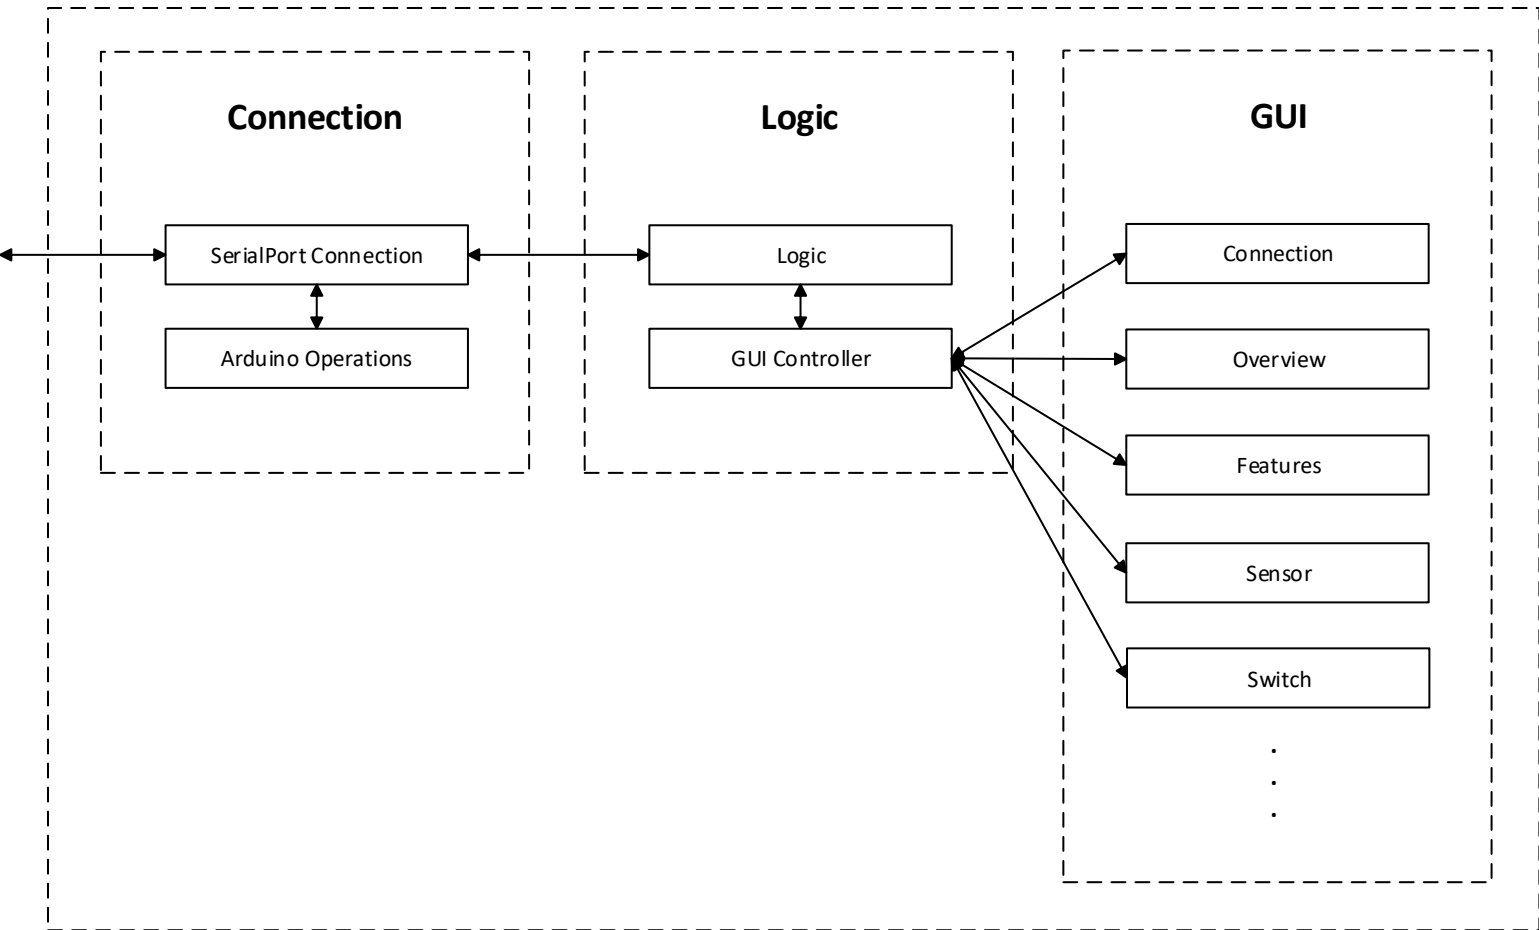 Connection
SerialPort Connection
Arduino Operations
Logic
Logic
GUI Controller
GUI
Connection
Overview
Features
Sensor
Switch
.
.
.